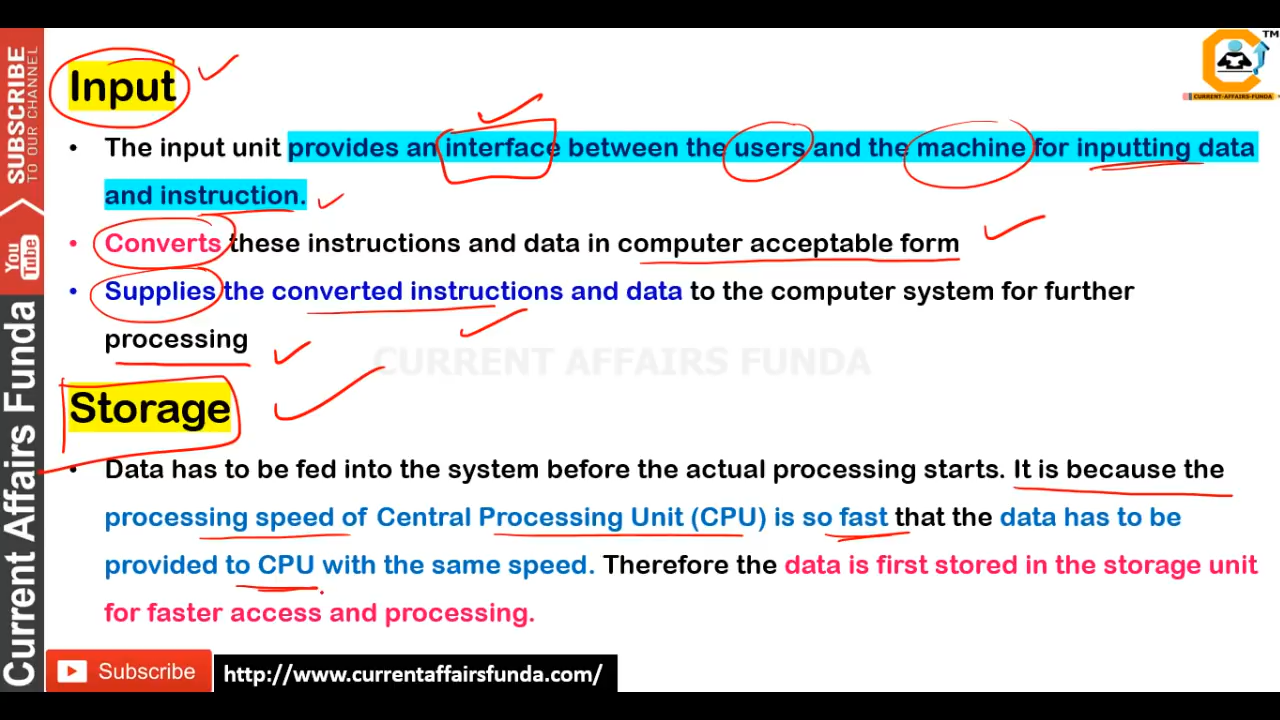 Input
• The input unit provides an interface between the users and the machine for inputting data
and instruction.
• Converts these instructions and data in computer acceptable form
• Supplies the converted instructions and data to the computer system for further
processing
CURRENT AFFAIRS FUNDA
Storage
• Data has to be fed into the system before the actual processing starts. It is because the
processing speed of Central Processing Unit (CPU) is so fast that the data has to be
provided to CPU with the same speed. Therefore the data is first stored in the storage unit
for faster access and processing.
Subscribe
http://www.currentaffairsfunda.com/
SUBSCRIBE
TO OUR CHANNEL
You
Tube
Current Affairs Funda
TM
CURRENT-AFFAIRS-FUNDA